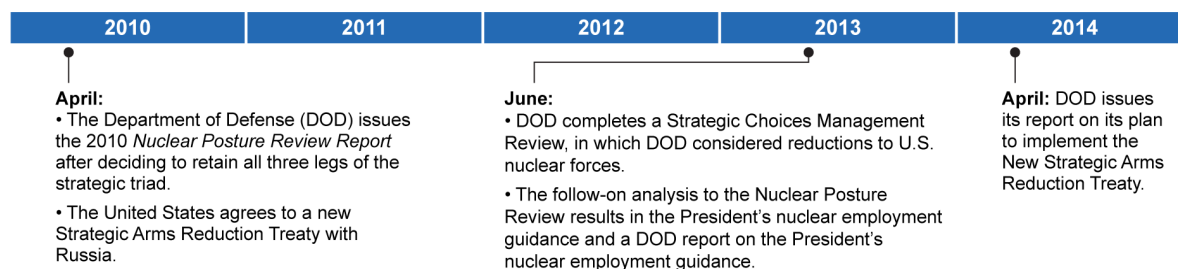 2010 2011 2012 2013 2014
April:
• The Department of Defense (DOD) issues
the 2010 Nuclear Posture Review Report
after deciding to retain all three legs of the
strategic triad.
• The United States agrees to a new
Strategic Arms Reduction Treaty with
Russia.
June:
• DOD completes a Strategic Choices Management
Review, in which DOD considered reductions to U.S.
nuclear forces.
• The follow-on analysis to the Nuclear Posture
Review results in the President’s nuclear employment
guidance and a DOD report on the President’s
nuclear employment guidance.
April: DOD issues
its report on its plan
to implement the
New Strategic Arms
Reduction Treaty.